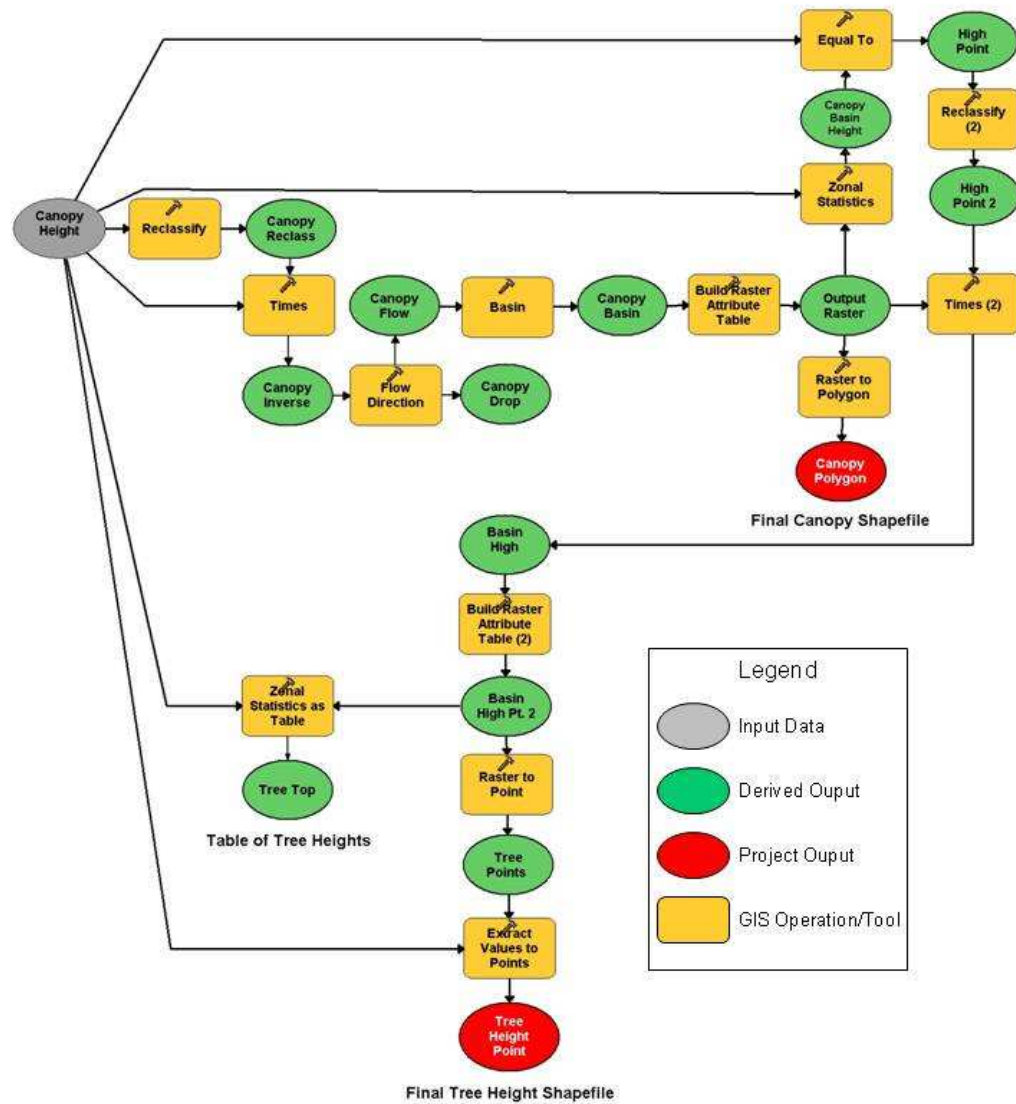 Equal To
High
Point
Canopy
Basin
Height
Reclassify
(2)
Zonal
Statistics
High
Point 2
Canopy
Height
Reclassify
Canopy
Reclass
Times
Canopy
Flow
Basin
Canopy
Basin
Build Raster
Attribute
Table
Output
Raster
Times (2)
Canopy
Inverse
Flow
Direction
Canopy
Drop
Raster to
Polygon
Canopy
Polygon
Final Canopy Shapefile
Basin
High
Build Raster
Attribute
Table (2)
Zonal
Statistics as
Table
Basin
High Pt. 2
Tree Top
Table of Tree Heights
Raster to
Point
Tree
Points
Extract
Values to
Points
Tree
Height
Point
Final Tree Height Shapefile
Legend
Input Data
Derived Ouput
Project Ouput
GIS Operation/Tool